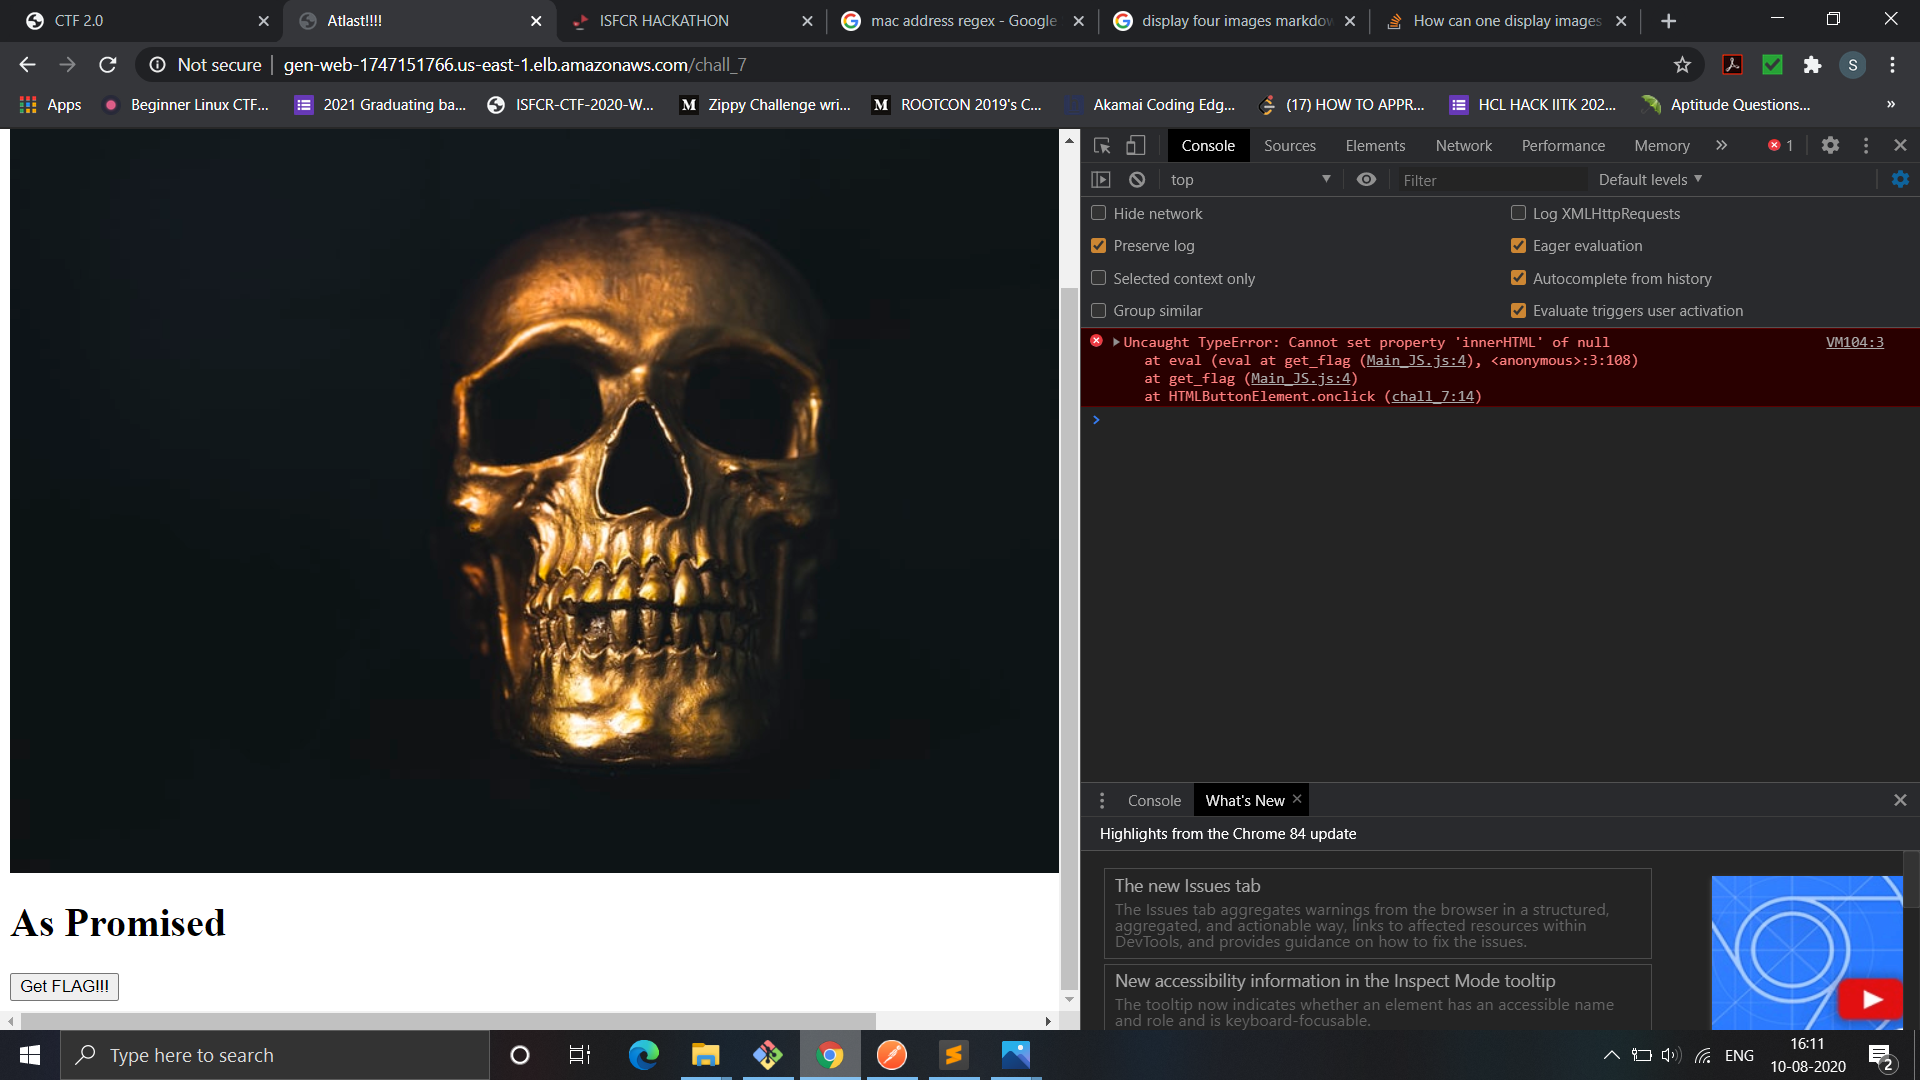 CTF 2.0
Atlast!!!!
ISFCR HACKATHON
mac address regex - Google
display four images markdow
How can one display images
Not secure
gen-web-1747151766.us-east-1.elb.amazonaws.com/chall_7
S
Apps
Beginner Linux CTF...
2021 Graduating ba...
ISFCR-CTF-2020-W...
Zippy Challenge wri...
ROOTCON 2019's C...
Akamai Coding Edg...
(17) HOW TO APPR...
HCL HACK IITK 202...
Aptitude Questions...
»
Console
Sources
Elements
Network
Performance
Memory
»
1
top
Filter
Default levels
Hide network
Log XMLHttpRequests
Preserve log
Eager evaluation
Selected context only
Autocomplete from history
Group similar
Evaluate triggers user activation
Uncaught TypeError: Cannot set property 'innerHTML' of null
VM104:3
at eval (eval at get_flag (Main_JS.js:4), <anonymous>:3:108)
at get_flag (Main_JS.js:4)
at HTMLButtonElement.onclick (chall_7:14)
Console
What's New
Highlights from the Chrome 84 update
The new Issues tab
The Issues tab aggregates warnings from the browser in a structured,
aggregated, and actionable way, links to affected resources within
DevTools, and provides guidance on how to fix the issues.
New accessibility information in the Inspect Mode tooltip
The tooltip now indicates whether an element has an accessible name
and role and is keyboard-focusable.
As Promised
Get FLAG!!!
Type here to search
ENG
16:11
10-08-2020
2